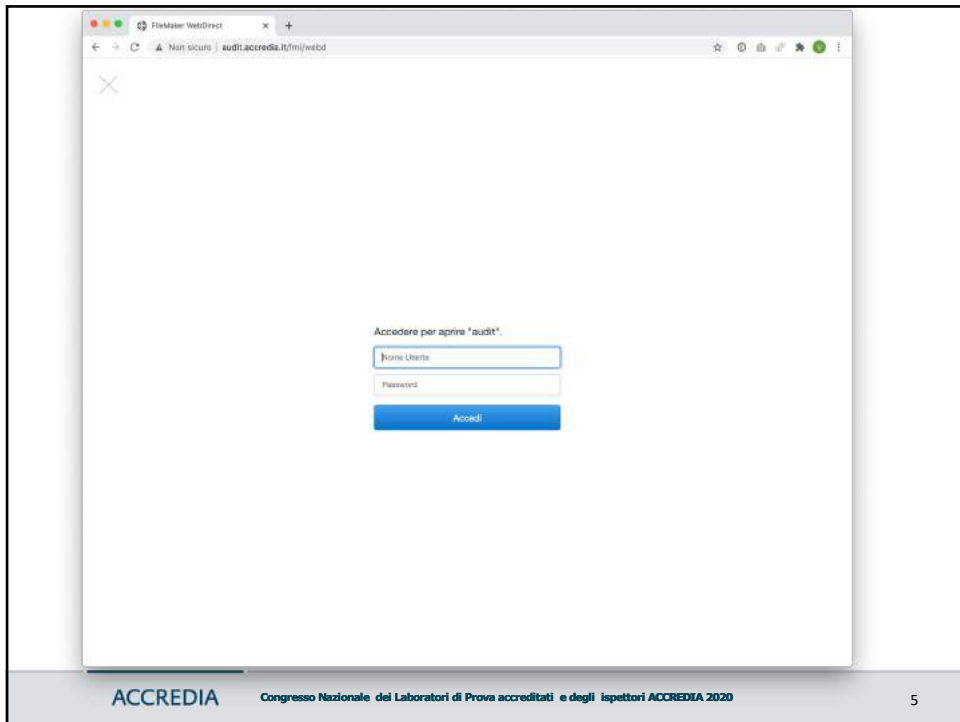 FileMaker WebDirect
Non sicuro | audit.accredia.it/fmi/webd
Accedere per aprire "audit".
Nome Utente
Password
Accedi
ACCREDIA
Congresso Nazionale dei Laboratori di Prova accreditati e degli ispettori ACCREDIA 2020
5